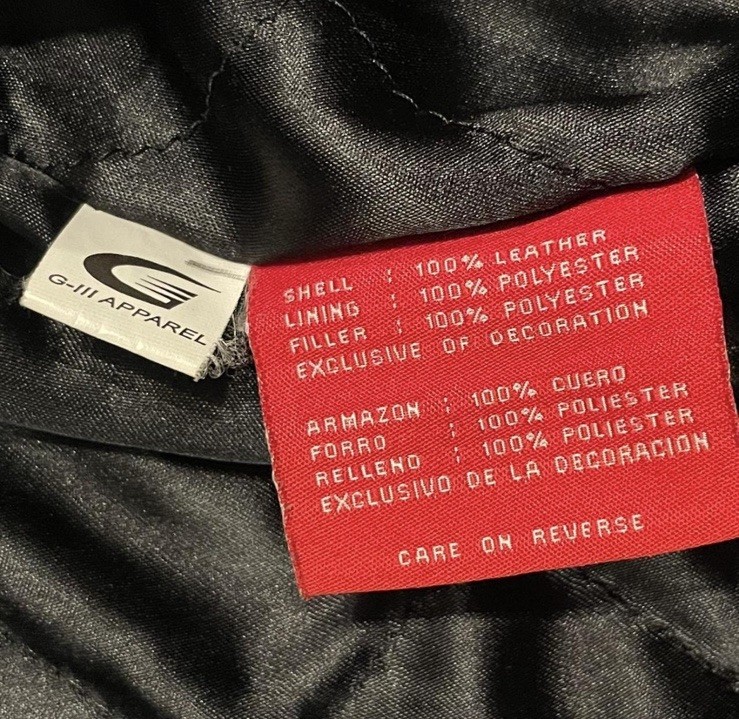 G-III APPAREL
SHELL : 100% LEATHER
LINING : 100% POLYESTER
FILLER : 100% POLYESTER
EXCLUSIVE OF DECORATION
ARMAZON : 100% CUERO
FORRO : 100% POLIESTER
RELLENO : 100% POLIESTER
EXCLUSIVO DE LA DECORACION
CARE ON REVERSE